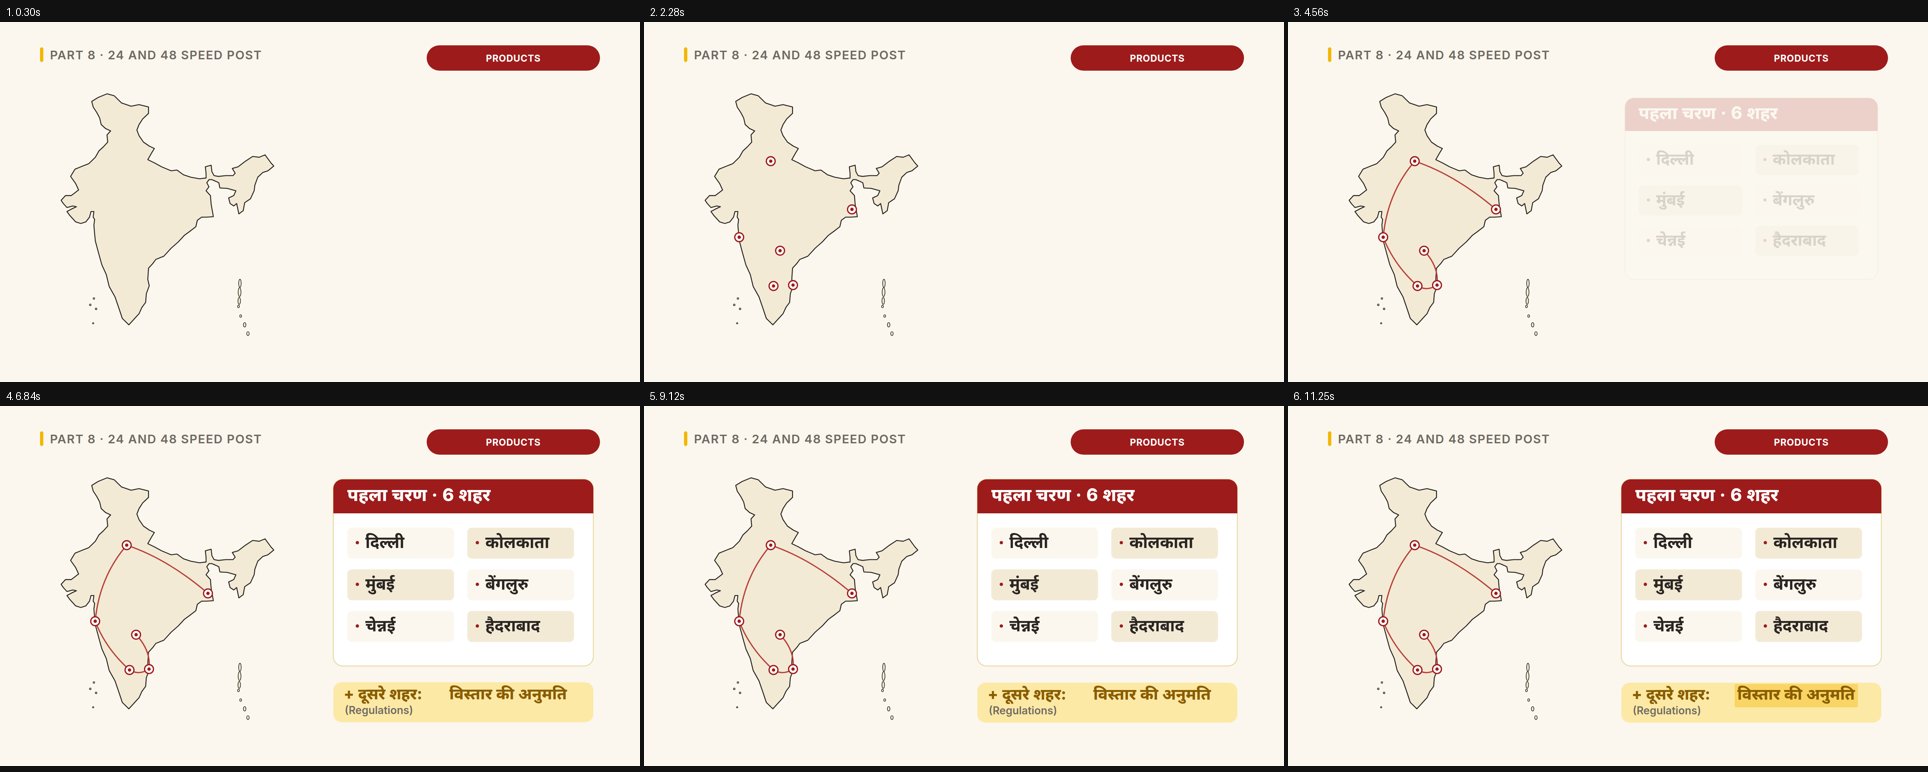 1. 0.30s
PART 8 · 24 AND 48 SPEED POST
PRODUCTS
2. 2.28s
PART 8 · 24 AND 48 SPEED POST
PRODUCTS
3. 4.56s
PART 8 · 24 AND 48 SPEED POST
PRODUCTS
पहला चरण · 6 शहर
· दिल्ली
· कोलकाता
· मुंबई
· बेंगलुरु
· चेन्नई
· हैदराबाद
4. 6.84s
PART 8 · 24 AND 48 SPEED POST
PRODUCTS
पहला चरण · 6 शहर
· दिल्ली
· कोलकाता
· मुंबई
· बेंगलुरु
· चेन्नई
· हैदराबाद
+ दूसरे शहर: विस्तार की अनुमति
(Regulations)
5. 9.12s
PART 8 · 24 AND 48 SPEED POST
PRODUCTS
पहला चरण · 6 शहर
· दिल्ली
· कोलकाता
· मुंबई
· बेंगलुरु
· चेन्नई
· हैदराबाद
+ दूसरे शहर: विस्तार की अनुमति
(Regulations)
6. 11.25s
PART 8 · 24 AND 48 SPEED POST
PRODUCTS
पहला चरण · 6 शहर
· दिल्ली
· कोलकाता
· मुंबई
· बेंगलुरु
· चेन्नई
· हैदराबाद
+ दूसरे शहर: विस्तार की अनुमति
(Regulations)